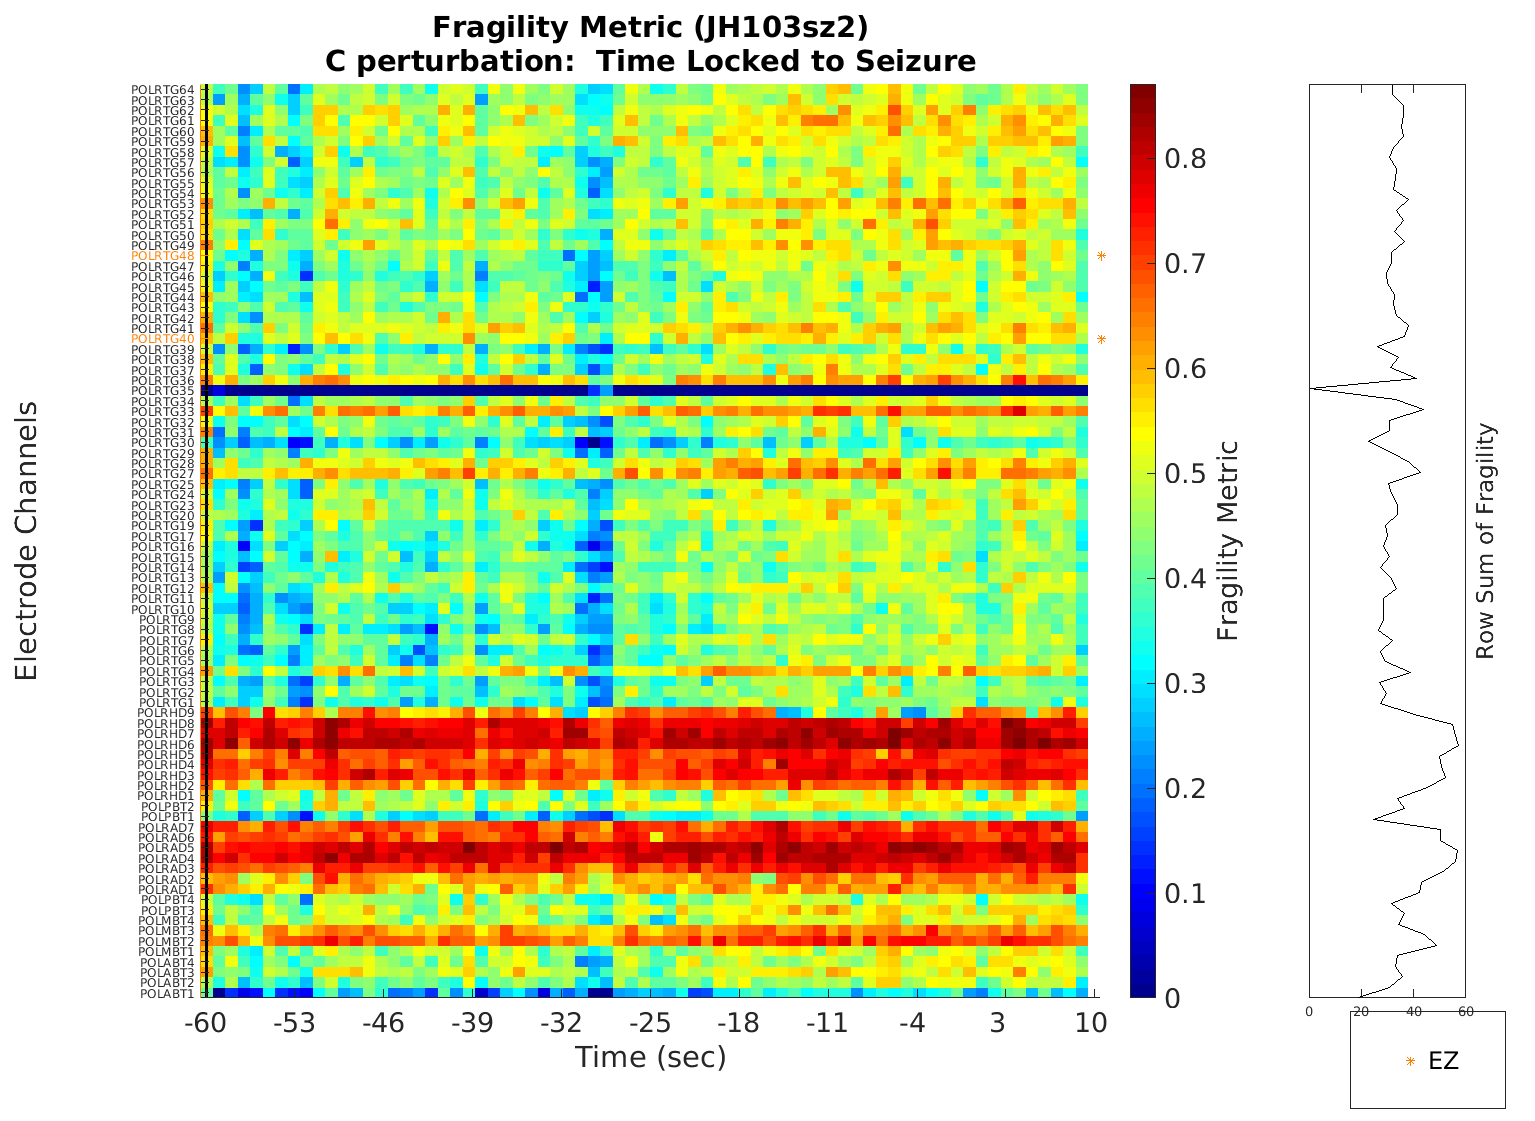 Fragility Metric (JH103sz2)
C perturbation:  Time Locked to Seizure
Electrode Channels
POLRTG64
POLRTG63
POLRTG62
POLRTG61
POLRTG60
POLRTG59
POLRTG58
POLRTG57
POLRTG56
POLRTG55
POLRTG54
POLRTG53
POLRTG52
POLRTG51
POLRTG50
POLRTG49
POLRTG48
POLRTG47
POLRTG46
POLRTG45
POLRTG44
POLRTG43
POLRTG42
POLRTG41
POLRTG40
POLRTG39
POLRTG38
POLRTG37
POLRTG36
POLRTG35
POLRTG34
POLRTG33
POLRTG32
POLRTG31
POLRTG30
POLRTG29
POLRTG28
POLRTG27
POLRTG25
POLRTG24
POLRTG23
POLRTG20
POLRTG19
POLRTG17
POLRTG16
POLRTG15
POLRTG14
POLRTG13
POLRTG12
POLRTG11
POLRTG10
POLRTG9
POLRTG8
POLRTG7
POLRTG6
POLRTG5
POLRTG4
POLRTG3
POLRTG2
POLRTG1
POLRHD9
POLRHD8
POLRHD7
POLRHD6
POLRHD5
POLRHD4
POLRHD3
POLRHD2
POLRHD1
POLPBT2
POLPBT1
POLRAD7
POLRAD6
POLRAD5
POLRAD4
POLRAD3
POLRAD2
POLRAD1
POLPBT4
POLPBT3
POLMBT4
POLMBT3
POLMBT2
POLMBT1
POLABT4
POLABT3
POLABT2
POLABT1
-60 -53 -46 -39 -32 -25 -18 -11 -4 3 10
Time (sec)
0.8
0.7
0.6
0.5
0.4
0.3
0.2
0.1
0
Fragility Metric
0 20 40 60
Row Sum of Fragility
EZ